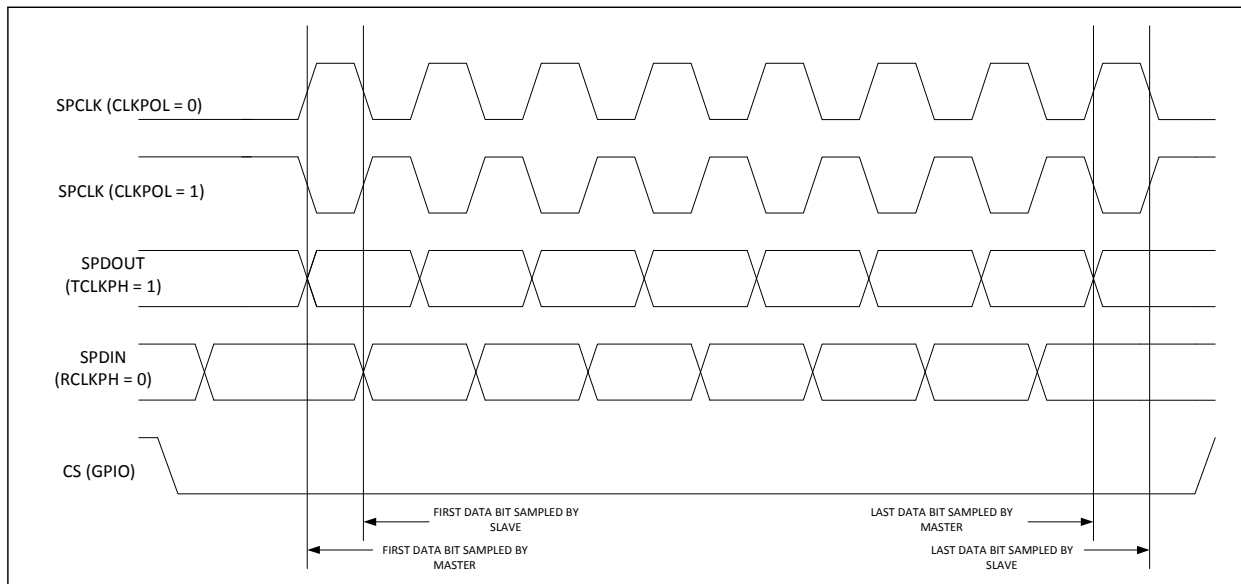 SPCLK (CLKPOL = 0)
SPCLK (CLKPOL = 1)
SPDOUT
(TCLKPH = 1)
SPDIN
(RCLKPH = 0)
CS (GPIO)
FIRST DATA BIT SAMPLED BY
SLAVE
LAST DATA BIT SAMPLED BY
MASTER
FIRST DATA BIT SAMPLED BY
MASTER
LAST DATA BIT SAMPLED BY
SLAVE